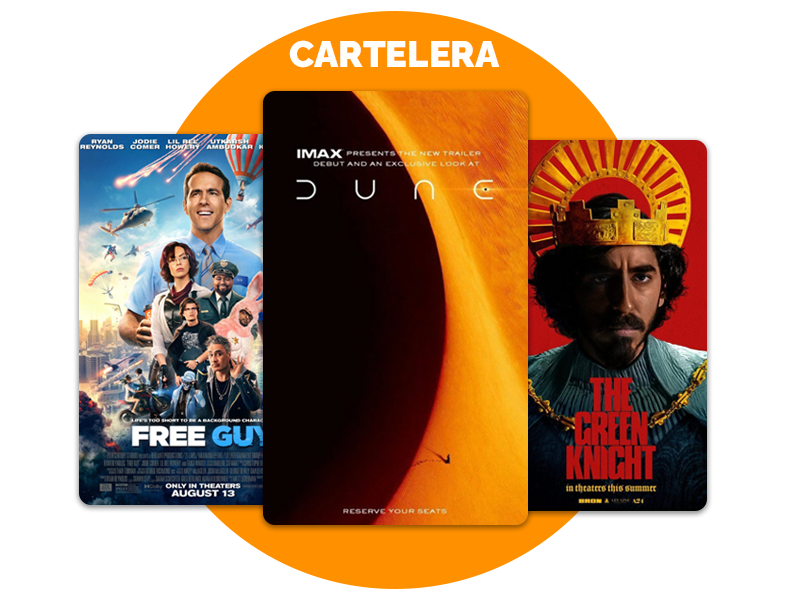 CARTELERA
RYAN REYNOLDS
JODIE COMER
LIL REL HOWERY
UTKARSH AMBUDKAR
LIFE'S TOO SHORT TO BE A BACKGROUND CHARACTER
FREE GUY
ONLY IN THEATERS
AUGUST 13
IMAX PRESENTS THE NEW TRAILER
DEBUT AND AN EXCLUSIVE LOOK AT
DUNE
RESERVE YOUR SEATS
THE
GREEN
KNIGHT
in theaters this summer
BRON
A24